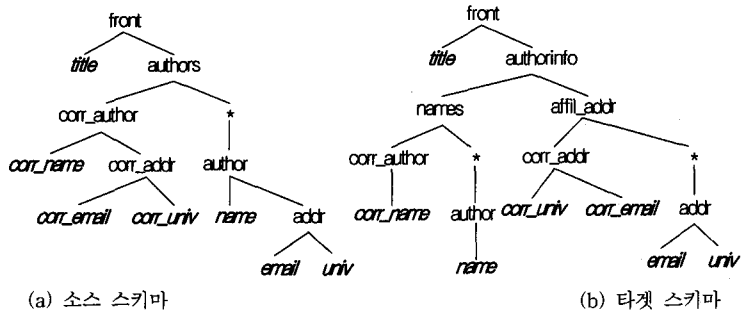 front
title authors
corr_author *
corr_name corr_addr author
corr_email corr_univ name addr
email univ
(a) 소스 스키마
front
title authorinfo
names affil_addr
corr_author * corr_addr *
corr_name author corr_univ corr_email addr
name email univ
(b) 타겟 스키마